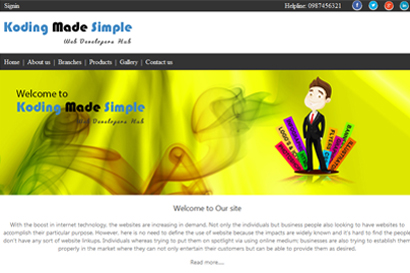 Signin Helpline: 0987456321
Koding Made Simple
Web Developers Hub
Home | About us | Branches | Products | Gallery | Contact us
Welcome to
Koding Made Simple
Web Developers Hub
Welcome to Our site
With the boost in internet technology, the websites are increasing in demand. Not only the individuals but business people also looking to have websites to
accomplish their particular purpose. However, here is no need to define the use of website because the impacts are widely known and it's hard to find the people
don't have any sort of website linkups. Individuals whereas trying to put them on spotlight via using online medium; businesses are also trying to establish their
property in the market where they can not only entertain their customers but can be able to provide them as desired.
Read more....